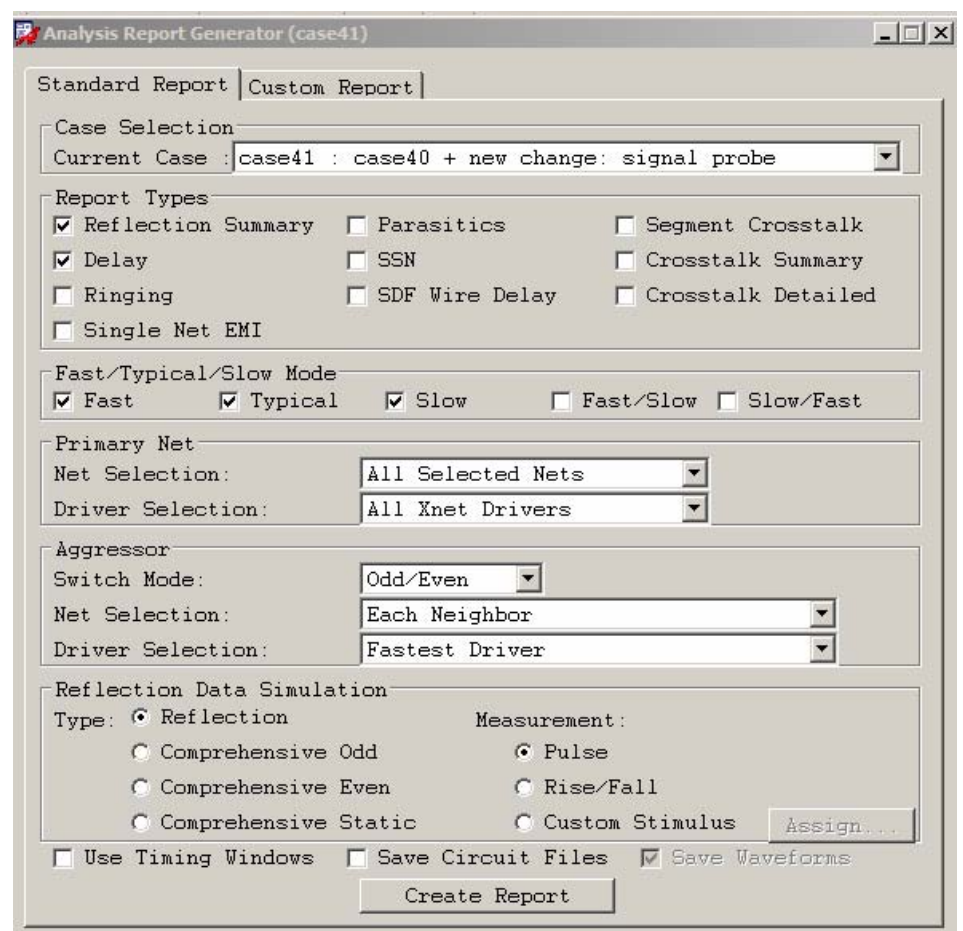 Analysis Report Generator (case41)
Standard Report Custom Report
Case Selection
Current Case : case41 : case40 + new change: signal probe
Report Types
Reflection Summary Parasitics Segment Crosstalk
Delay SSN Crosstalk Summary
Ringing SDF Wire Delay Crosstalk Detailed
Single Net EMI
Fast/Typical/Slow Mode
Fast Typical Slow Fast/Slow Slow/Fast
Primary Net
Net Selection: All Selected Nets
Driver Selection: All Xnet Drivers
Aggressor
Switch Mode: Odd/Even
Net Selection: Each Neighbor
Driver Selection: Fastest Driver
Reflection Data Simulation
Type: Reflection Measurement:
Comprehensive Odd Pulse
Comprehensive Even Rise/Fall
Comprehensive Static Custom Stimulus Assign...
Use Timing Windows Save Circuit Files Save Waveforms
Create Report